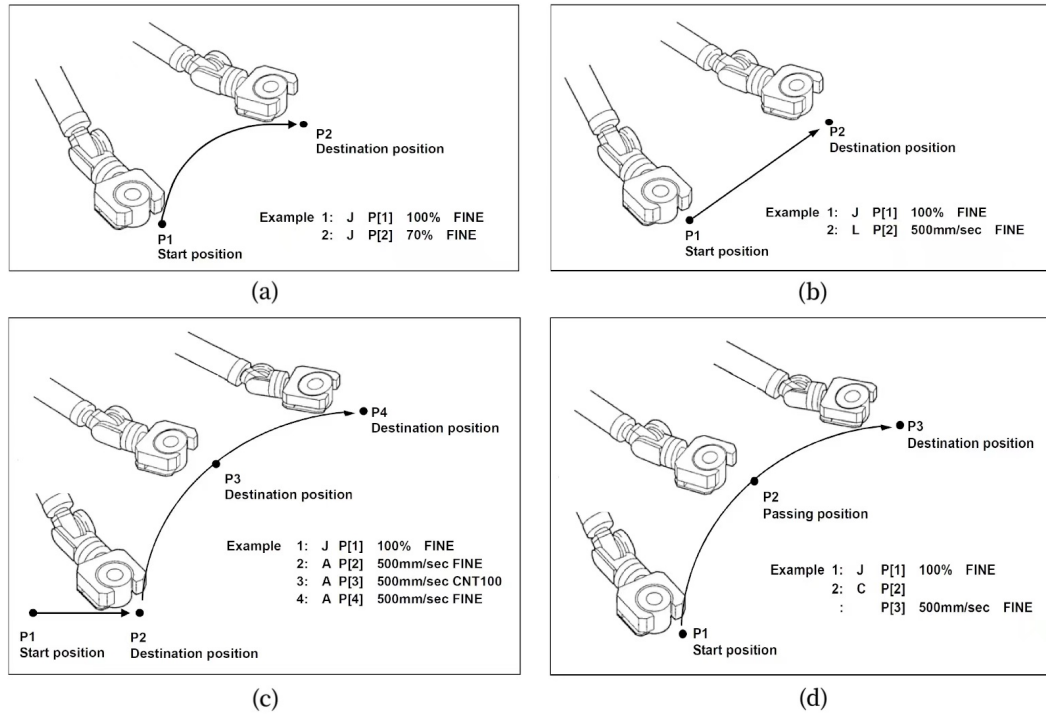 P2
Destination position
Example 1: J P[1] 100% FINE
2: J P[2] 70% FINE
P1
Start position
(a)
P2
Destination position
Example 1: J P[1] 100% FINE
2: L P[2] 500mm/sec FINE
P1
Start position
(b)
P4
Destination position
P3
Destination position
Example 1: J P[1] 100% FINE
2: A P[2] 500mm/sec FINE
3: A P[3] 500mm/sec CNT100
4: A P[4] 500mm/sec FINE
P1
Start position
P2
Destination position
(c)
P3
Destination position
P2
Passing position
Example 1: J P[1] 100% FINE
2: C P[2]
: P[3] 500mm/sec FINE
P1
Start position
(d)